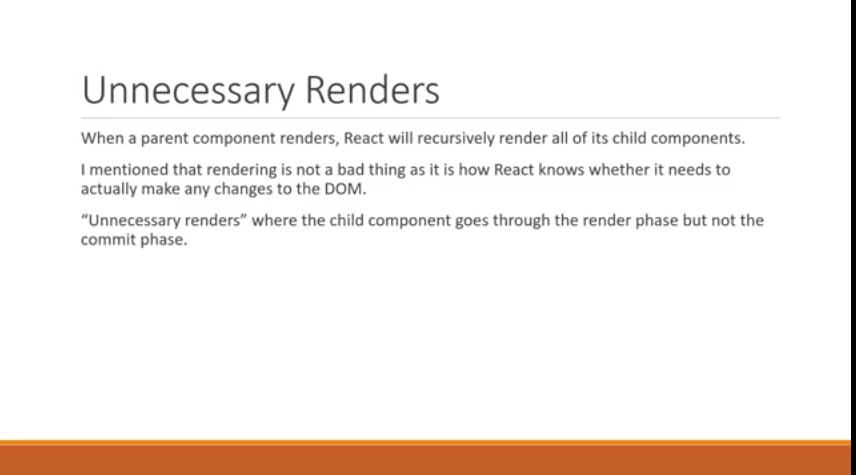 Unnecessary Renders
When a parent component renders, React will recursively render all of its child components.
I mentioned that rendering is not a bad thing as it is how React knows whether it needs to
actually make any changes to the DOM.
“Unnecessary renders” where the child component goes through the render phase but not the
commit phase.